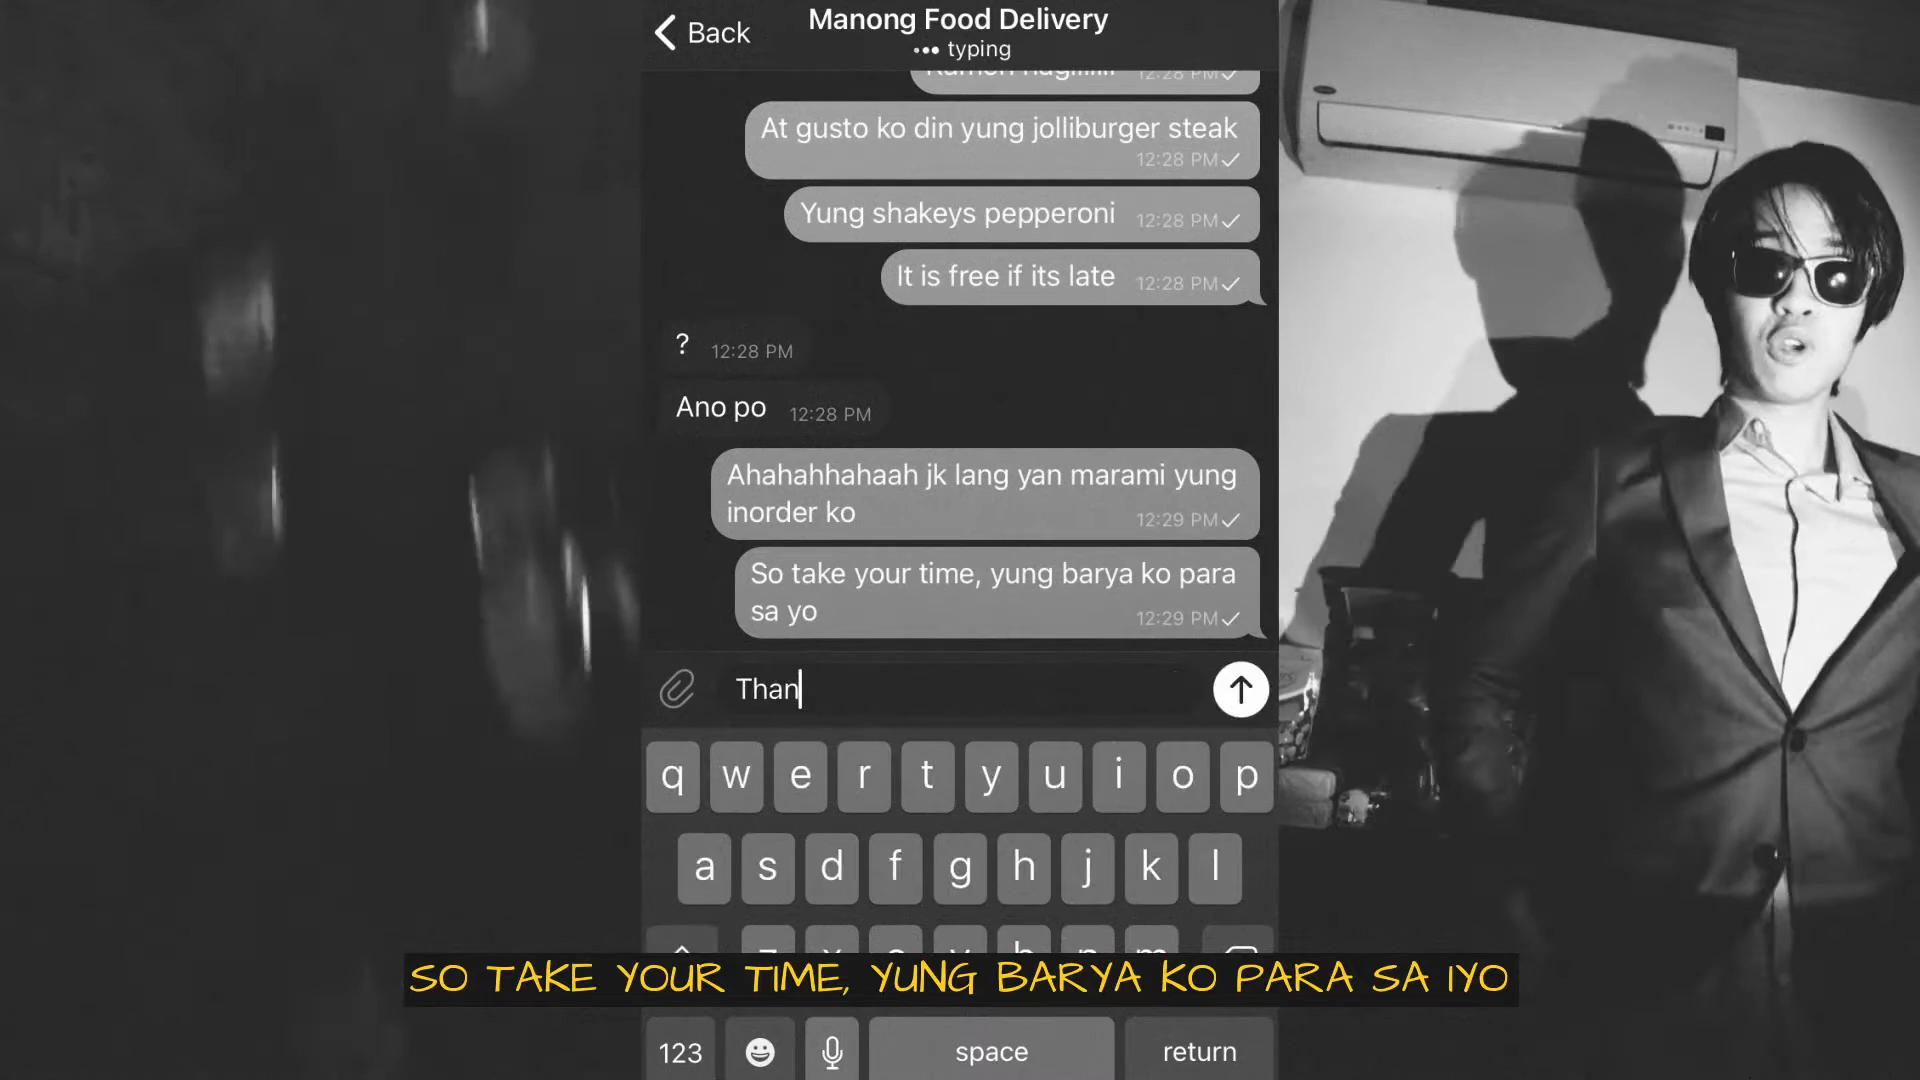 Back
Manong Food Delivery
typing
12:28 PM
At gusto ko din yung jolliburger steak
12:28 PM
Yung shakeys pepperoni 12:28 PM
It is free if its late 12:28 PM
? 12:28 PM
Ano po 12:28 PM
Ahahahhahaah jk lang yan marami yung
inorder ko 12:29 PM
So take your time, yung barya ko para
sa yo 12:29 PM
Than
q w e r t y u i o p
a s d f g h j k l
SO TAKE YOUR TIME, YUNG BARYA KO PARA SA IYO
123 space return